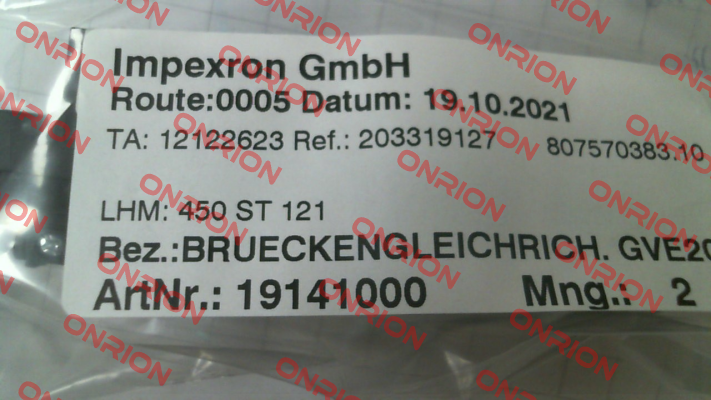 Impexron GmbH
Route:0005 Datum: 19.10.2021
TA: 12122623 Ref.: 203319127 807570383.10
LHM: 450 ST 121
Bez.:BRUECKENGLEICHRICH. GVE20
ArtNr.: 19141000 Mng.: 2
ONRION